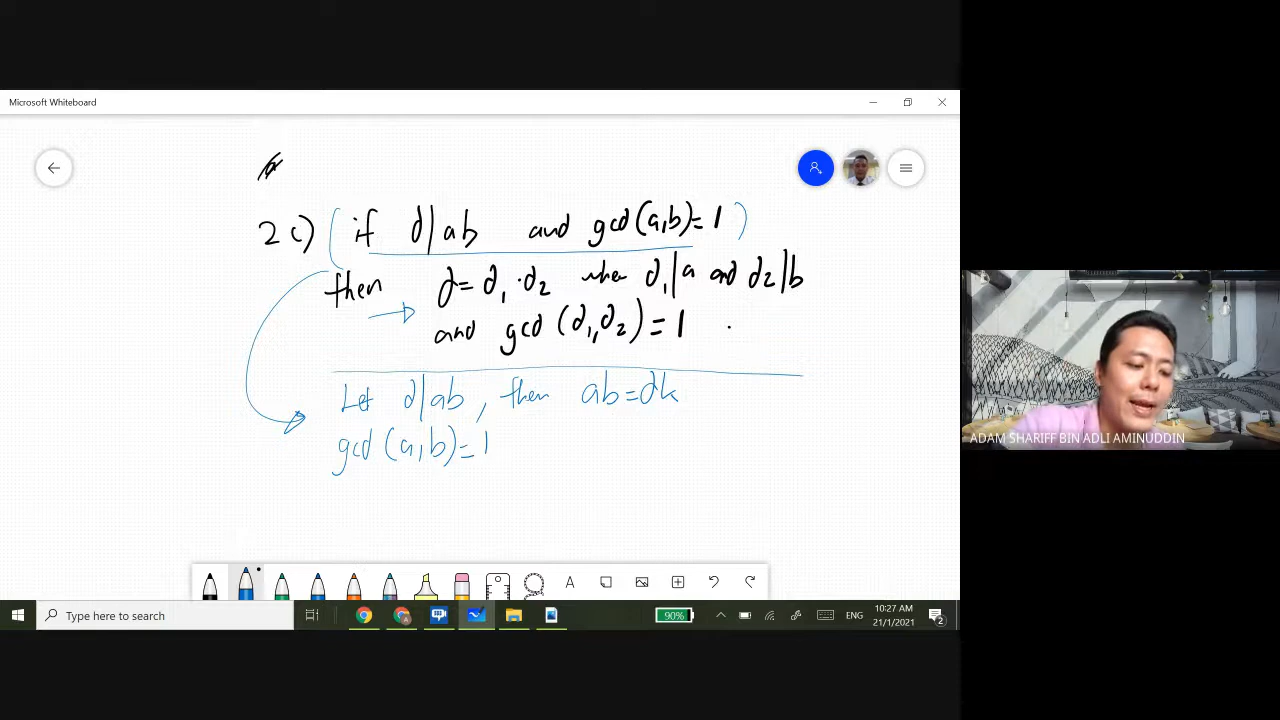 Microsoft Whiteboard
2 c) if d|ab and gcd(a,b)=1
then d=d₁·d₂ when d₁|a and d₂|b
and gcd(d₁,d₂)=1
Let d|ab, then ab=dk
gcd(a,b)=1
ADAM SHARIFF BIN ADLI AMINUDDIN
Type here to search
90%
ENG
10:27 AM
21/1/2021
2